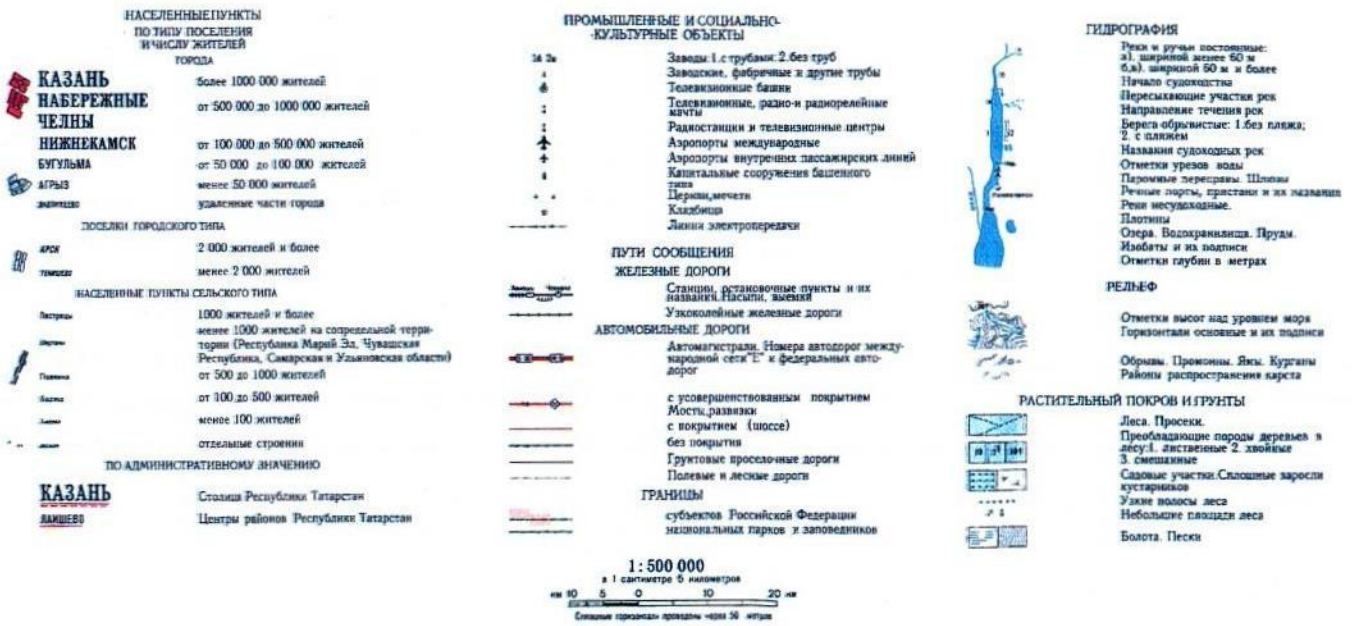 НАСЕЛЕННЫЕ ПУНКТЫ
ПО ТИПУ ПОСЕЛЕНИЯ
И ЧИСЛУ ЖИТЕЛЕЙ
ГОРОДА
КАЗАНЬ более 1000 000 жителей
НАБЕРЕЖНЫЕ от 500 000 до 1000 000 жителей
ЧЕЛНЫ
НИЖНЕКАМСК от 100 000 до 500 000 жителей
БУГУЛЬМА от 50 000 до 100 000 жителей
АГРЫЗ менее 50 000 жителей
удаленные части города
ПОСЕЛКИ ГОРОДСКОГО ТИПА
АРСК 2 000 жителей и более
менее 2 000 жителей
НАСЕЛЕННЫЕ ПУНКТЫ СЕЛЬСКОГО ТИПА
Пестрецы 1000 жителей и более
менее 1000 жителей на сопредельной терри-
тории (Республика Марий Эл, Чувашская
Республика, Самарская и Ульяновская области)
от 500 до 1000 жителей
от 100 до 500 жителей
менее 100 жителей
отдельные строения
ПО АДМИНИСТРАТИВНОМУ ЗНАЧЕНИЮ
КАЗАНЬ Столица Республики Татарстан
ЛАИШЕВО Центры районов Республики Татарстан
ПРОМЫШЛЕННЫЕ И СОЦИАЛЬНО-
КУЛЬТУРНЫЕ ОБЪЕКТЫ
Заводы: 1.с трубами: 2.без труб
Заводские, фабричные и другие трубы
Телевизионные башни
Телевизионные, радио-и радиорелейные
мачты
Радиостанции и телевизионные центры
Аэропорты международные
Аэропорты внутренних пассажирских линий
Капитальные сооружения башенного
типа
Церкви,мечети
Кладбища
Линии электропередачи
ПУТИ СООБЩЕНИЯ
ЖЕЛЕЗНЫЕ ДОРОГИ
Станции, остановочные пункты и их
названия.Насыпи, выемки
Узкоколейные железные дороги
АВТОМОБИЛЬНЫЕ ДОРОГИ
Автомагистрали. Номера автодорог между-
народной сети"Е" и федеральных авто-
дорог
с усовершенствованным покрытием
Мосты,развязки
с покрытием (шоссе)
без покрытия
Грунтовые проселочные дороги
Полевые и лесные дороги
ГРАНИЦЫ
субъектов Российской Федерации
национальных парков и заповедников
1:500 000
в 1 сантиметре 5 километров
км 10 5 0 10 20 км
Сплошные горизонтали проведены через 50 метров
ГИДРОГРАФИЯ
Реки и ручьи постоянные:
а). шириной менее 60 м
б,в). шириной 60 м и более
Начало судоходства
Пересыхающие участки рек
Направление течения рек
Берега обрывистые: 1.без пляжа;
2. с пляжем
Названия судоходных рек
Отметки урезов воды
Паромные переправы. Шлюзы
Речные порты, пристани и их названия
Реки несудоходные.
Плотины
Озера. Водохранилища. Пруды.
Изобаты и их подписи
Отметки глубин в метрах
РЕЛЬЕФ
Отметки высот над уровнем моря
Горизонтали основные и их подписи
Обрывы. Промоины. Ямы. Курганы
Районы распространения карста
РАСТИТЕЛЬНЫЙ ПОКРОВ И ГРУНТЫ
Леса. Просеки.
Преобладающие породы деревьев в
лесу:1. лиственные 2. хвойные
3. смешанные
Садовые участки.Сплошные заросли
кустарников
Узкие полосы леса
Небольшие площади леса
Болота. Пески